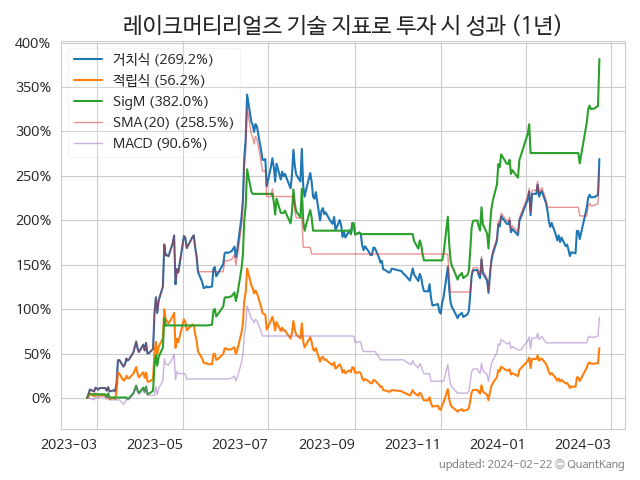 레이크머티리얼즈 기술 지표로 투자 시 성과 (1년)
400%
350%
300%
250%
200%
150%
100%
50%
0%
거치식 (269.2%)
적립식 (56.2%)
SigM (382.0%)
SMA(20) (258.5%)
MACD (90.6%)
2023-03 2023-05 2023-07 2023-09 2023-11 2024-01 2024-03
updated: 2024-02-22 © QuantKang